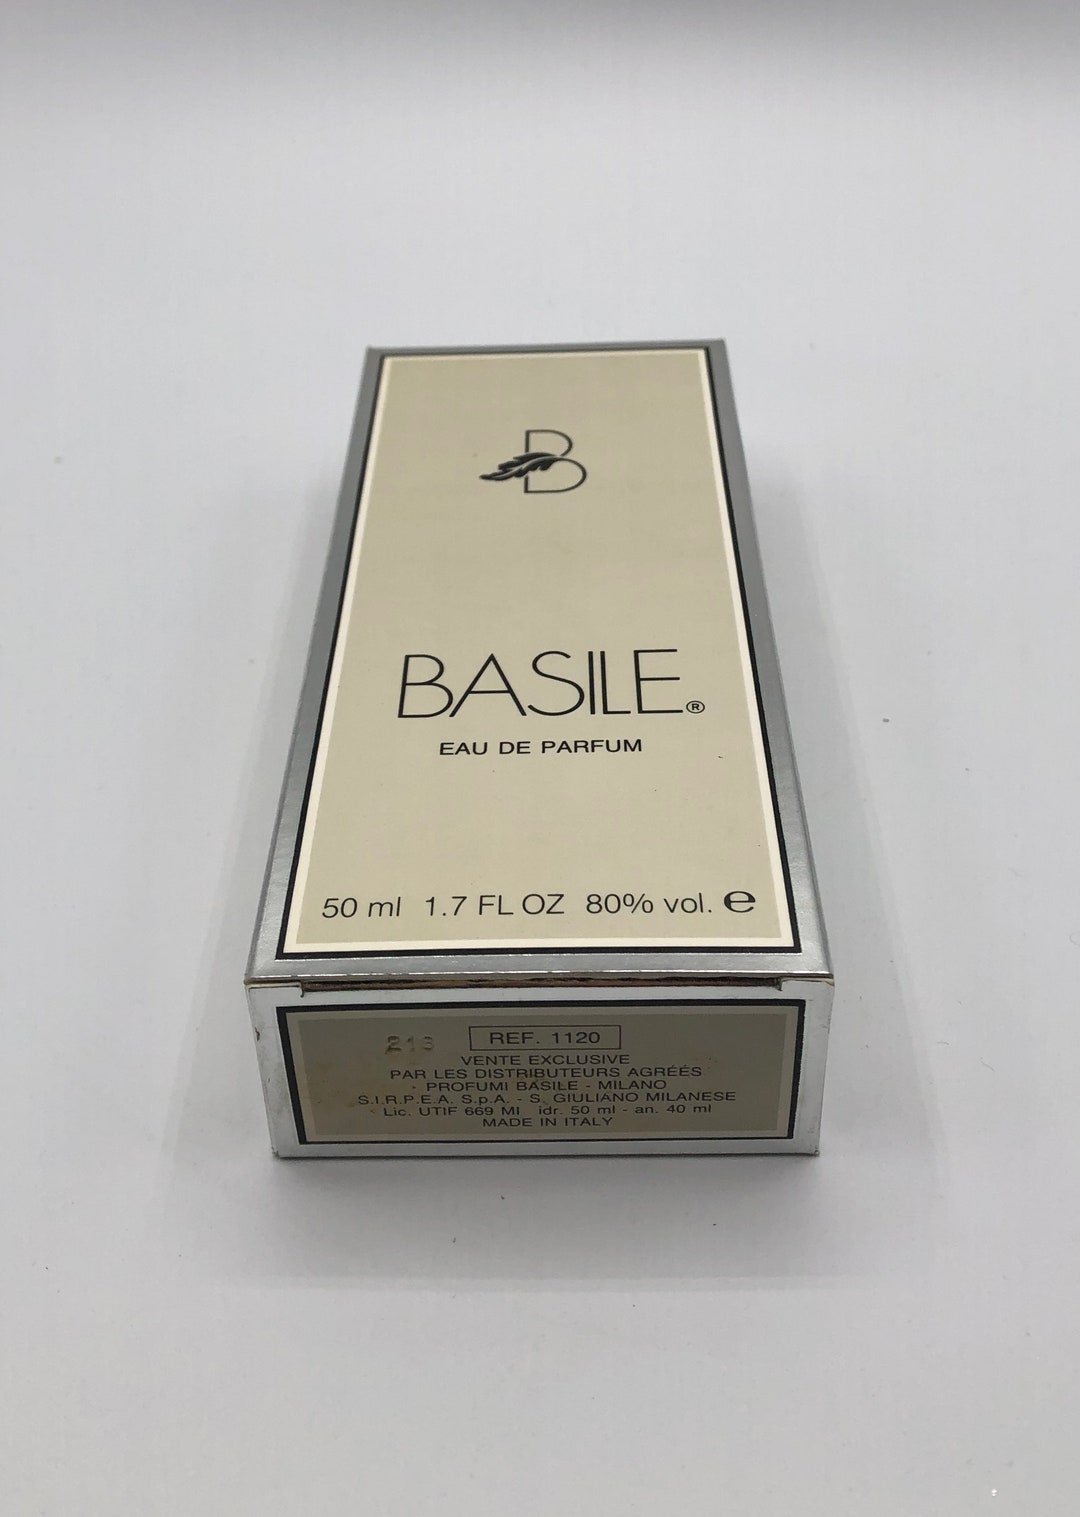 B
BASILE®
EAU DE PARFUM
50 ml 1.7 FL OZ 80% vol. ℮
REF. 1120
VENTE EXCLUSIVE
PAR LES DISTRIBUTEURS AGRÉÉS
PROFUMI BASILE - MILANO
S.I.R.P.E.A. S.p.A. - S. GIULIANO MILANESE
Lic. UTIF 669 MI idr. 50 ml - an. 40 ml
MADE IN ITALY